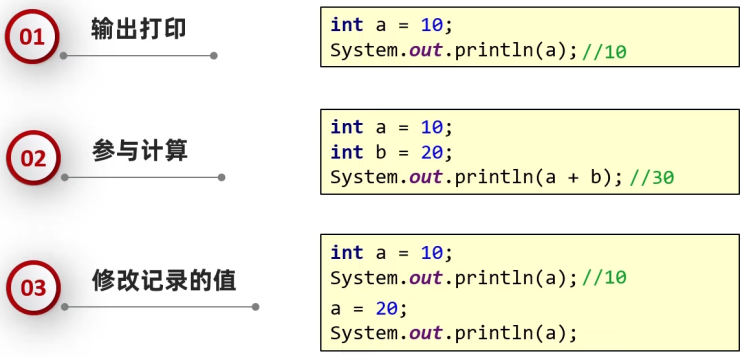 01
输出打印
int a = 10;
System.out.println(a); //10
02
参与计算
int a = 10;
int b = 20;
System.out.println(a + b); //30
03
修改记录的值
int a = 10;
System.out.println(a); //10
a = 20;
System.out.println(a);